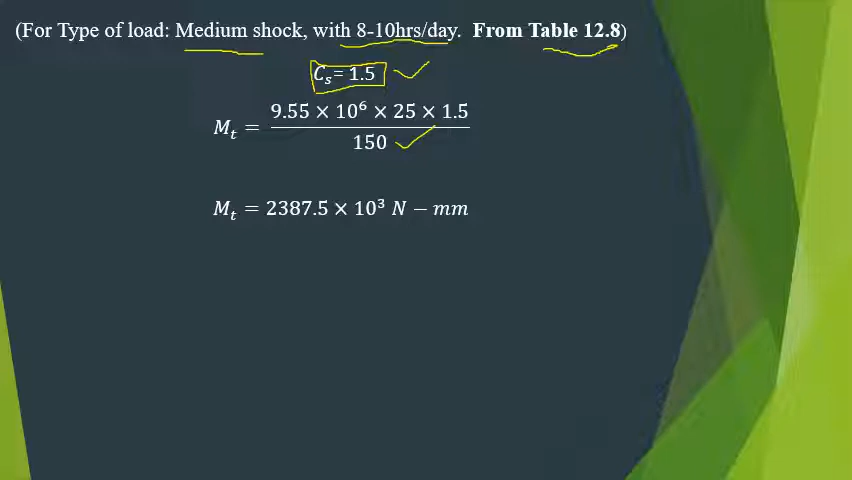 (For Type of load: Medium shock, with 8-10hrs/day. From Table 12.8)
Cₛ= 1.5
Mₜ = (9.55 × 10⁶ × 25 × 1.5) / 150
Mₜ = 2387.5 × 10³ N − mm